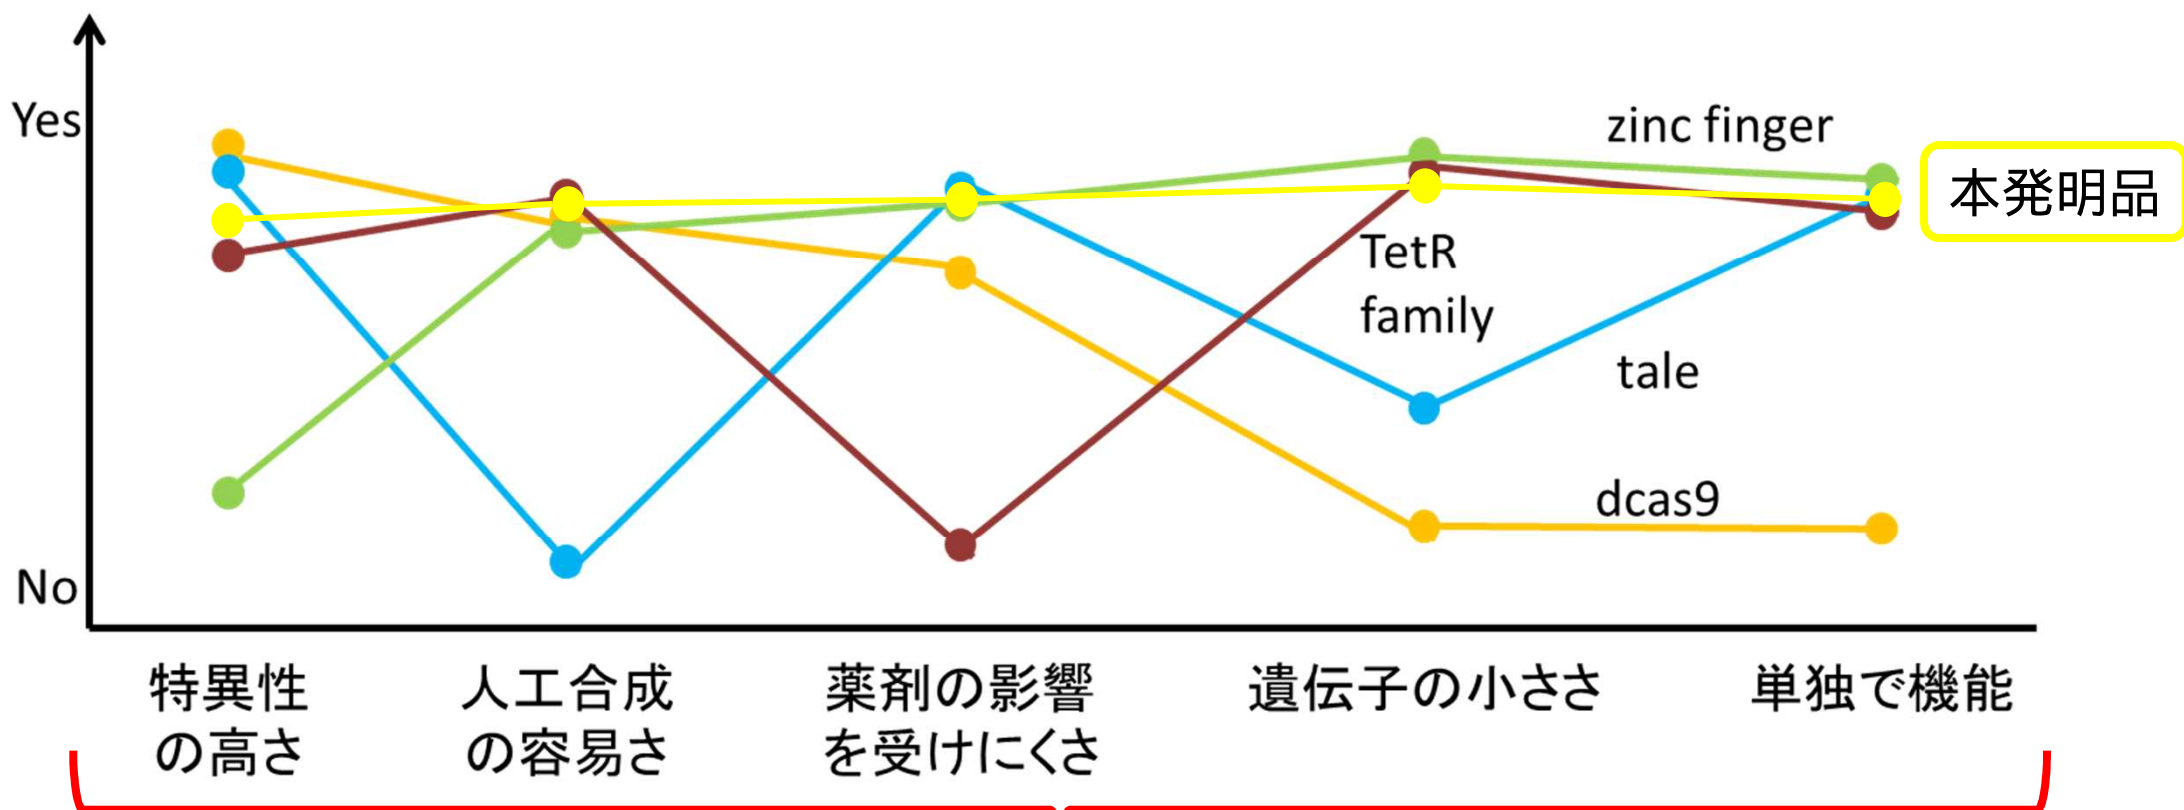 Yes
No
zinc finger
本発明品
TetR
family
tale
dcas9
特異性
の高さ
人工合成
の容易さ
薬剤の影響
を受けにくさ
遺伝子の小ささ
単独で機能